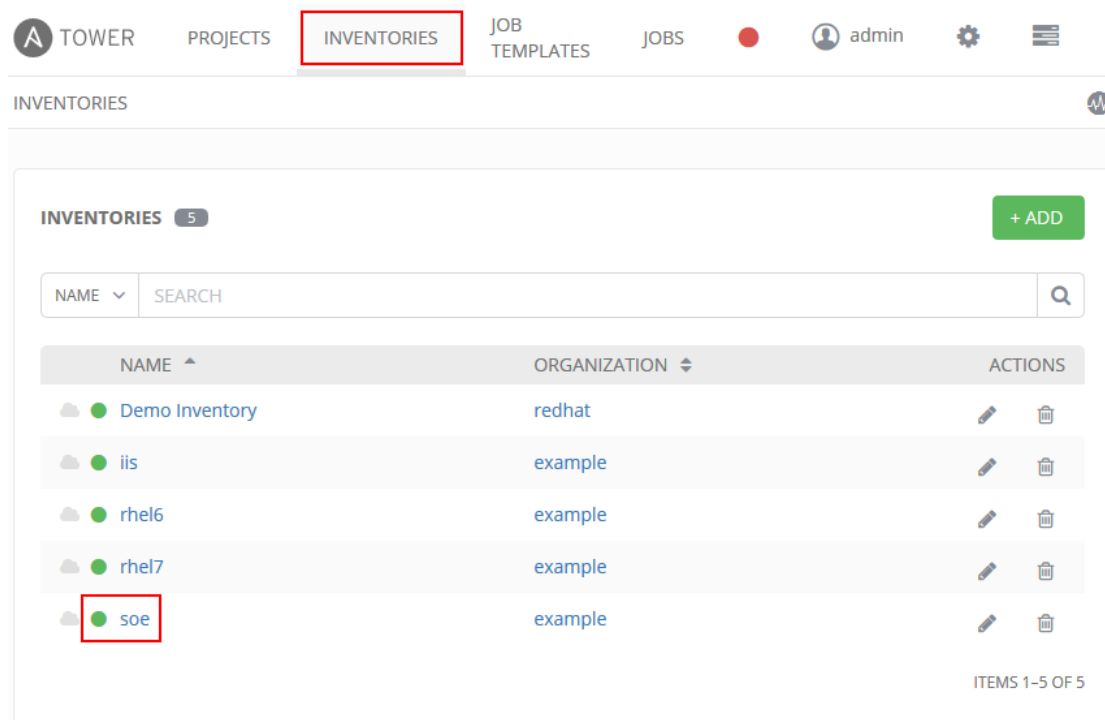 A TOWER PROJECTS INVENTORIES JOB TEMPLATES JOBS admin
INVENTORIES
INVENTORIES 5 + ADD
NAME SEARCH
NAME ORGANIZATION ACTIONS
Demo Inventory redhat
iis example
rhel6 example
rhel7 example
soe example
ITEMS 1–5 OF 5